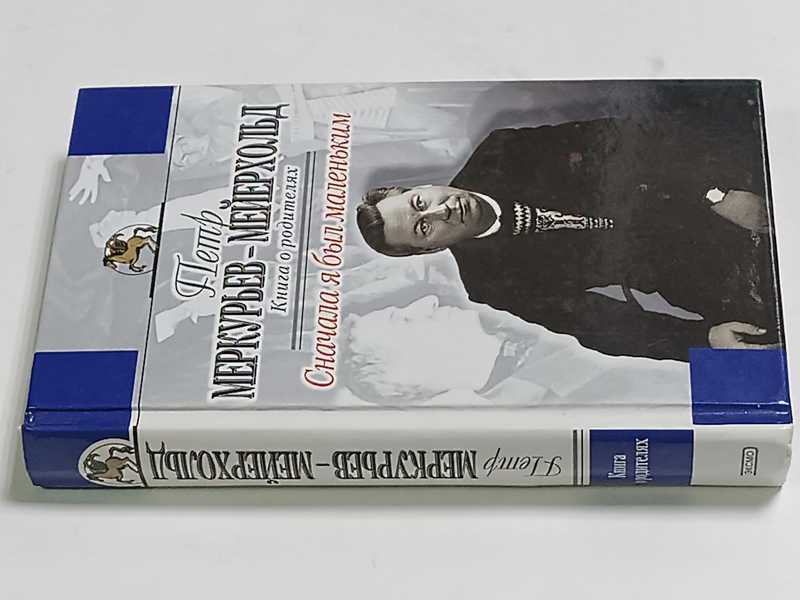 Петр
МЕРКУРЬЕВ–МЕЙЕРХОЛЬД
Книга о родителях
Сначала я был маленьким
Петр МЕРКУРЬЕВ–МЕЙЕРХОЛЬД
Книга
о родителях
ЭКСМО